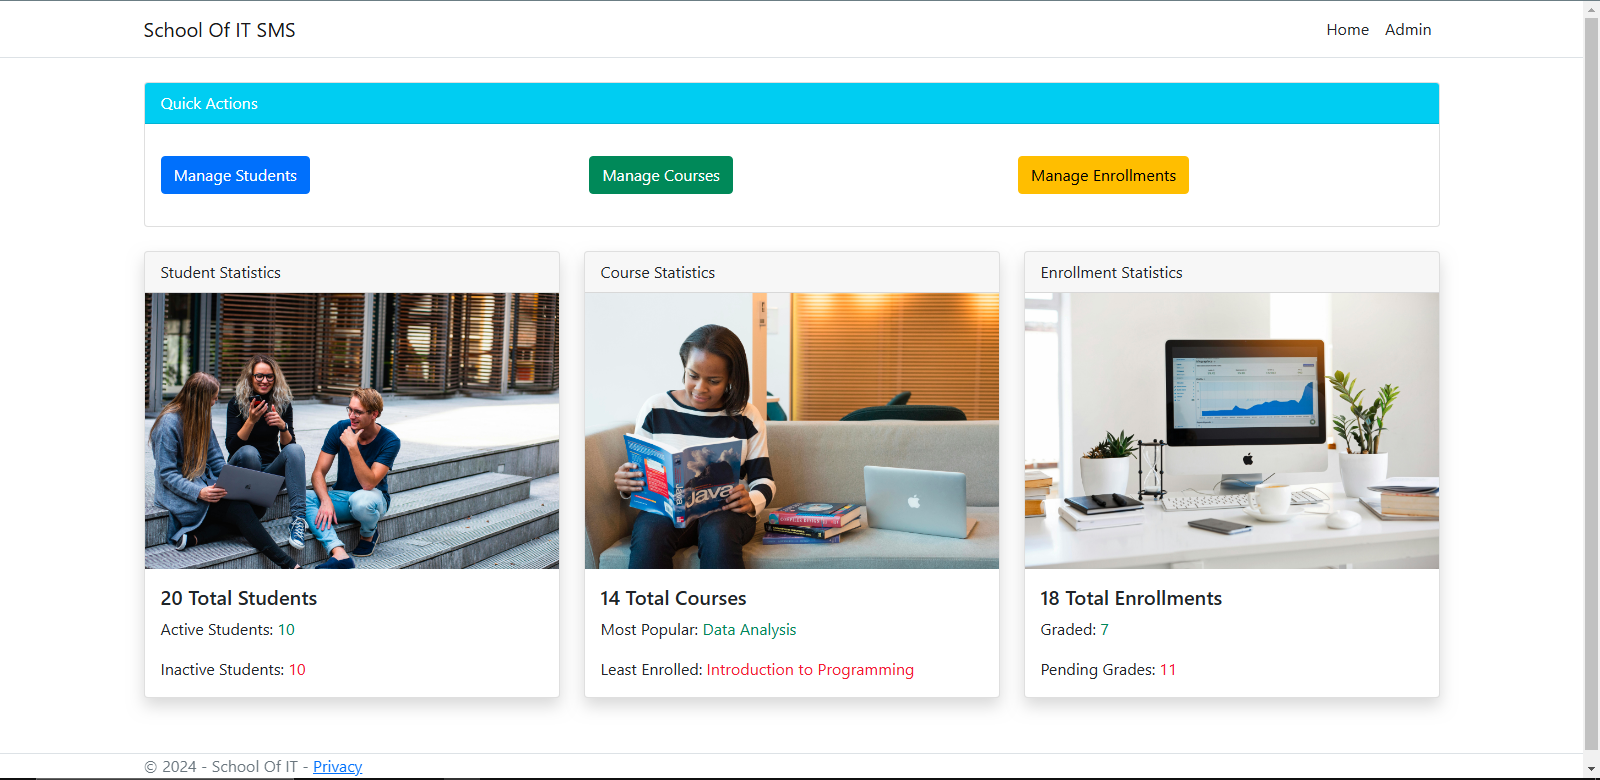 School Of IT SMS
Home Admin
Quick Actions
Manage Students Manage Courses Manage Enrollments
Student Statistics
Java
Java
20 Total Students
Active Students: 10
Inactive Students: 10
Course Statistics
14 Total Courses
Most Popular: Data Analysis
Least Enrolled: Introduction to Programming
Enrollment Statistics
18 Total Enrollments
Graded: 7
Pending Grades: 11
© 2024 - School Of IT - Privacy